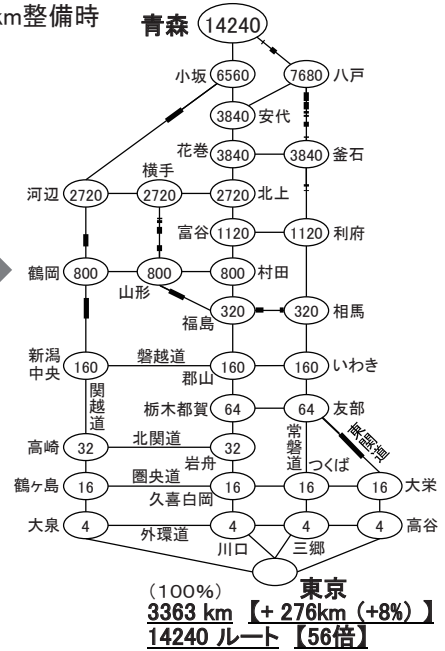 km整備時
青森 14240
小坂 6560 7680 八戸
3840 安代
花巻 3840 3840 釜石
横手
河辺 2720 2720 2720 北上
富谷 1120 1120 利府
鶴岡 800 800 800 村田
山形
福島 320 320 相馬
新潟中央 160 磐越道 160 160 いわき
郡山
関越道
栃木都賀 64 64 友部
東関道
常磐道
高崎 32 北関道 32
岩舟
つくば
鶴ヶ島 16 圏央道 16 16 16 大栄
久喜白岡
大泉 4 外環道 4 4 4 高谷
川口 三郷
東京
(100%)
3363 km 【+ 276km (+8%) 】
14240 ルート 【56倍】